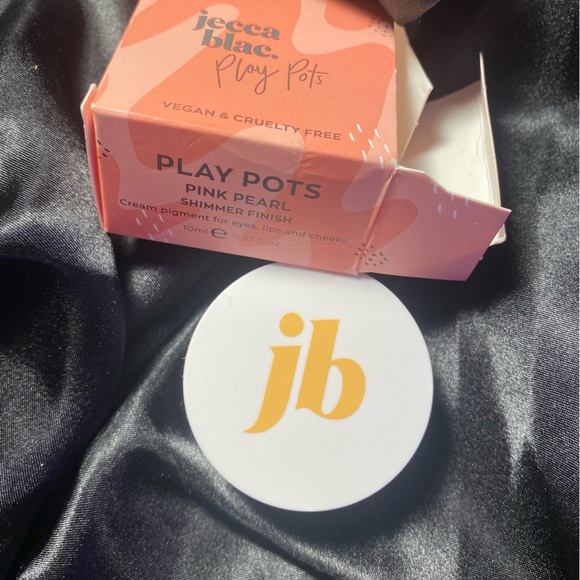 jecca
blac.
Play Pots
VEGAN & CRUELTY FREE
PLAY POTS
PINK PEARL
SHIMMER FINISH
Cream pigment for eyes, lips and cheeks
10ml ℮ 0.33 fl. oz.
jb